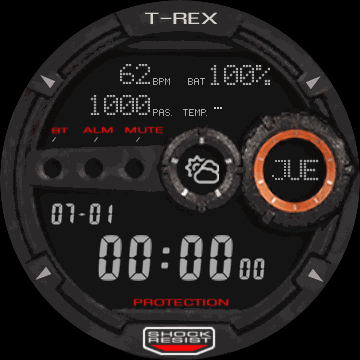 T-REX
62 BPM BAT 100%
1000 PAS. TEMP. --
BT ALM MUTE
JUE
07-01
00:00 00
PROTECTION
SHOCK
RESIST